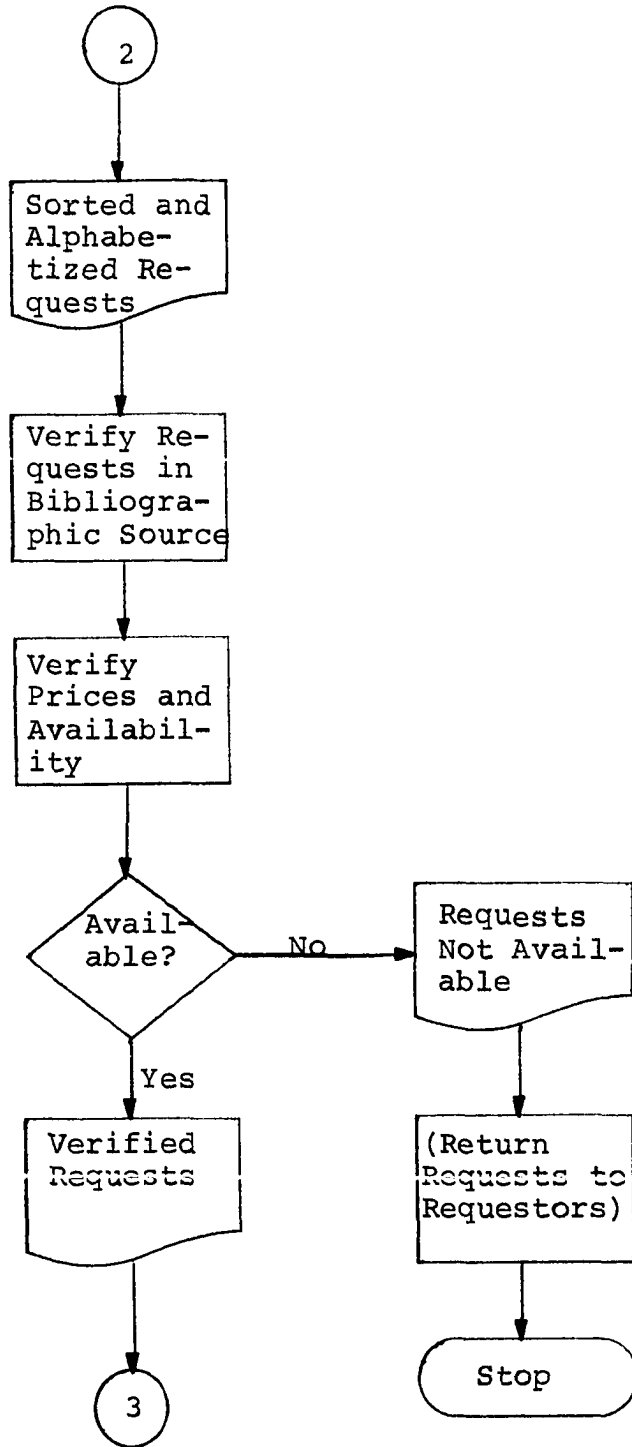 2
Sorted and
Alphabe-
tized Re-
quests
Verify Re-
quests in
Bibliogra-
phic Source
Verify
Prices and
Availabil-
ity
Avail-
able?
No
Requests
Not Avail-
able
Yes
Verified
Requests
(Return
Requests to
Requestors)
3
Stop